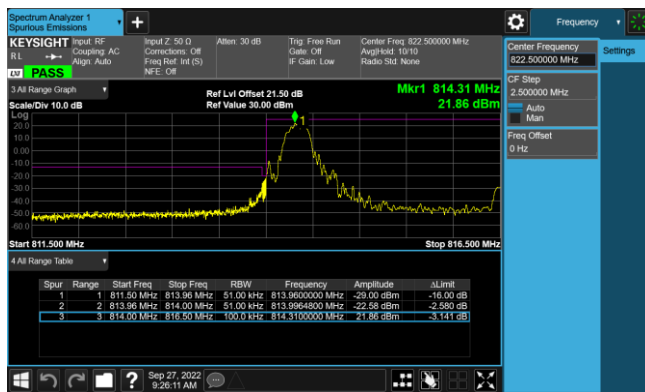 Spectrum Analyzer 1
Spurious Emissions
Frequency
KEYSIGHT
RL
LXI
PASS
Input: RF
Coupling: AC
Align: Auto
Input Z: 50 Ω
Corrections: Off
Freq Ref: Int (S)
NFE: Off
Atten: 30 dB
Trig: Free Run
Gate: Off
IF Gain: Low
Center Freq: 822.500000 MHz
Avg|Hold: 10/10
Radio Std: None
Center Frequency
822.500000 MHz
Settings
CF Step
2.500000 MHz
Auto
Man
Freq Offset
0 Hz
3 All Range Graph
Scale/Div 10.0 dB
Ref Lvl Offset 21.50 dB
Ref Value 30.00 dBm
Mkr1 814.31 MHz
21.86 dBm
Log
20.0
10.0
0.00
-10.0
-20.0
-30.0
-40.0
-50.0
-60.0
1
Start 811.500 MHz
Stop 816.500 MHz
4 All Range Table
Spur Range Start Freq Stop Freq RBW Frequency Amplitude ΔLimit
1 1 811.50 MHz 813.96 MHz 51.00 kHz 813.9600000 MHz -29.00 dBm -16.00 dB
2 2 813.96 MHz 814.00 MHz 51.00 kHz 813.9964800 MHz -22.58 dBm -2.580 dB
3 3 814.00 MHz 816.50 MHz 100.0 kHz 814.3100000 MHz 21.86 dBm -3.141 dB
?
Sep 27, 2022
9:26:11 AM